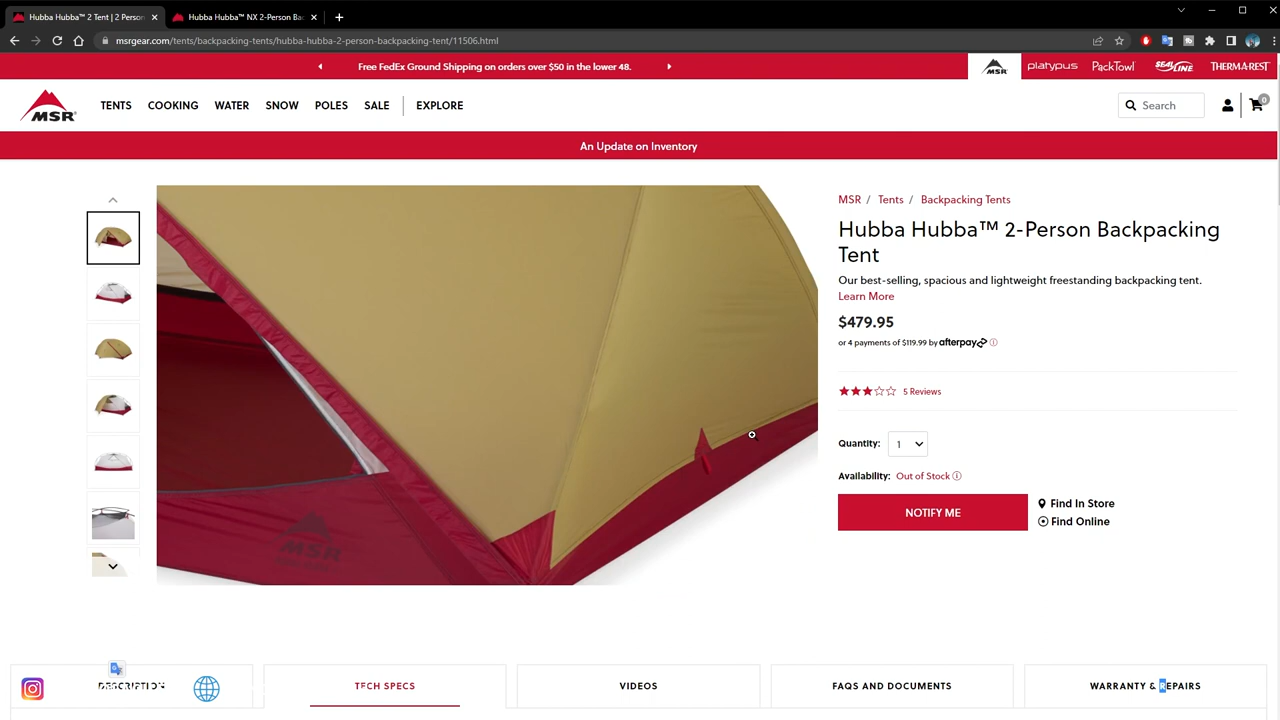 Hubba Hubba™ 2 Tent | 2 Person
Hubba Hubba™ NX 2-Person Bac
msrgear.com/tents/backpacking-tents/hubba-hubba-2-person-backpacking-tent/11506.html
Free FedEx Ground Shipping on orders over $50 in the lower 48.
platypus
PACKTOWL
SEALLINE
THERMAREST
MSR
TENTS
COOKING
WATER
SNOW
POLES
SALE
EXPLORE
Search
0
An Update on Inventory
MSR / Tents / Backpacking Tents
Hubba Hubba™ 2-Person Backpacking
Tent
Our best-selling, spacious and lightweight freestanding backpacking tent.
Learn More
$479.95
or 4 payments of $119.99 by afterpay
5 Reviews
Quantity: 1
Availability: Out of Stock
NOTIFY ME
Find In Store
Find Online
MSR
DESCRIPTION
TECH SPECS
VIDEOS
FAQS AND DOCUMENTS
WARRANTY & REPAIRS